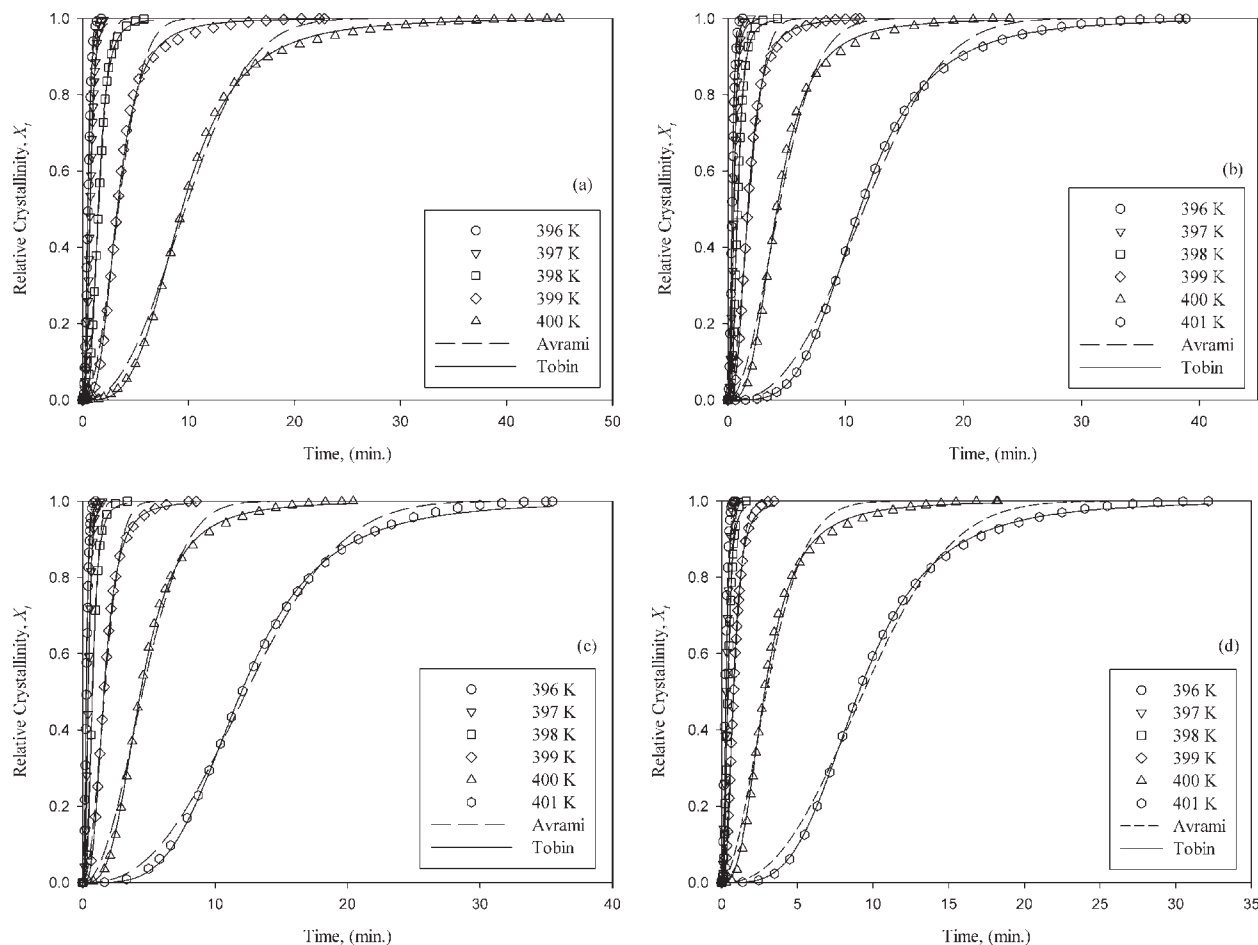 1.0
0.8
0.6
0.4
0.2
0.0
Relative Crystallinity, Xt
0 10 20 30 40 50
Time, (min.)
(a)
396 K
397 K
398 K
399 K
400 K
Avrami
Tobin
1.0
0.8
0.6
0.4
0.2
0.0
Relative Crystallinity, Xt
0 10 20 30 40
Time, (min.)
(b)
396 K
397 K
398 K
399 K
400 K
401 K
Avrami
Tobin
1.0
0.8
0.6
0.4
0.2
0.0
Relative Crystallinity, Xt
0 10 20 30 40
Time, (min.)
(c)
396 K
397 K
398 K
399 K
400 K
401 K
Avrami
Tobin
1.0
0.8
0.6
0.4
0.2
0.0
Relative Crystallinity, Xt
0 5 10 15 20 25 30 35
Time, (min.)
(d)
396 K
397 K
398 K
399 K
400 K
401 K
Avrami
Tobin